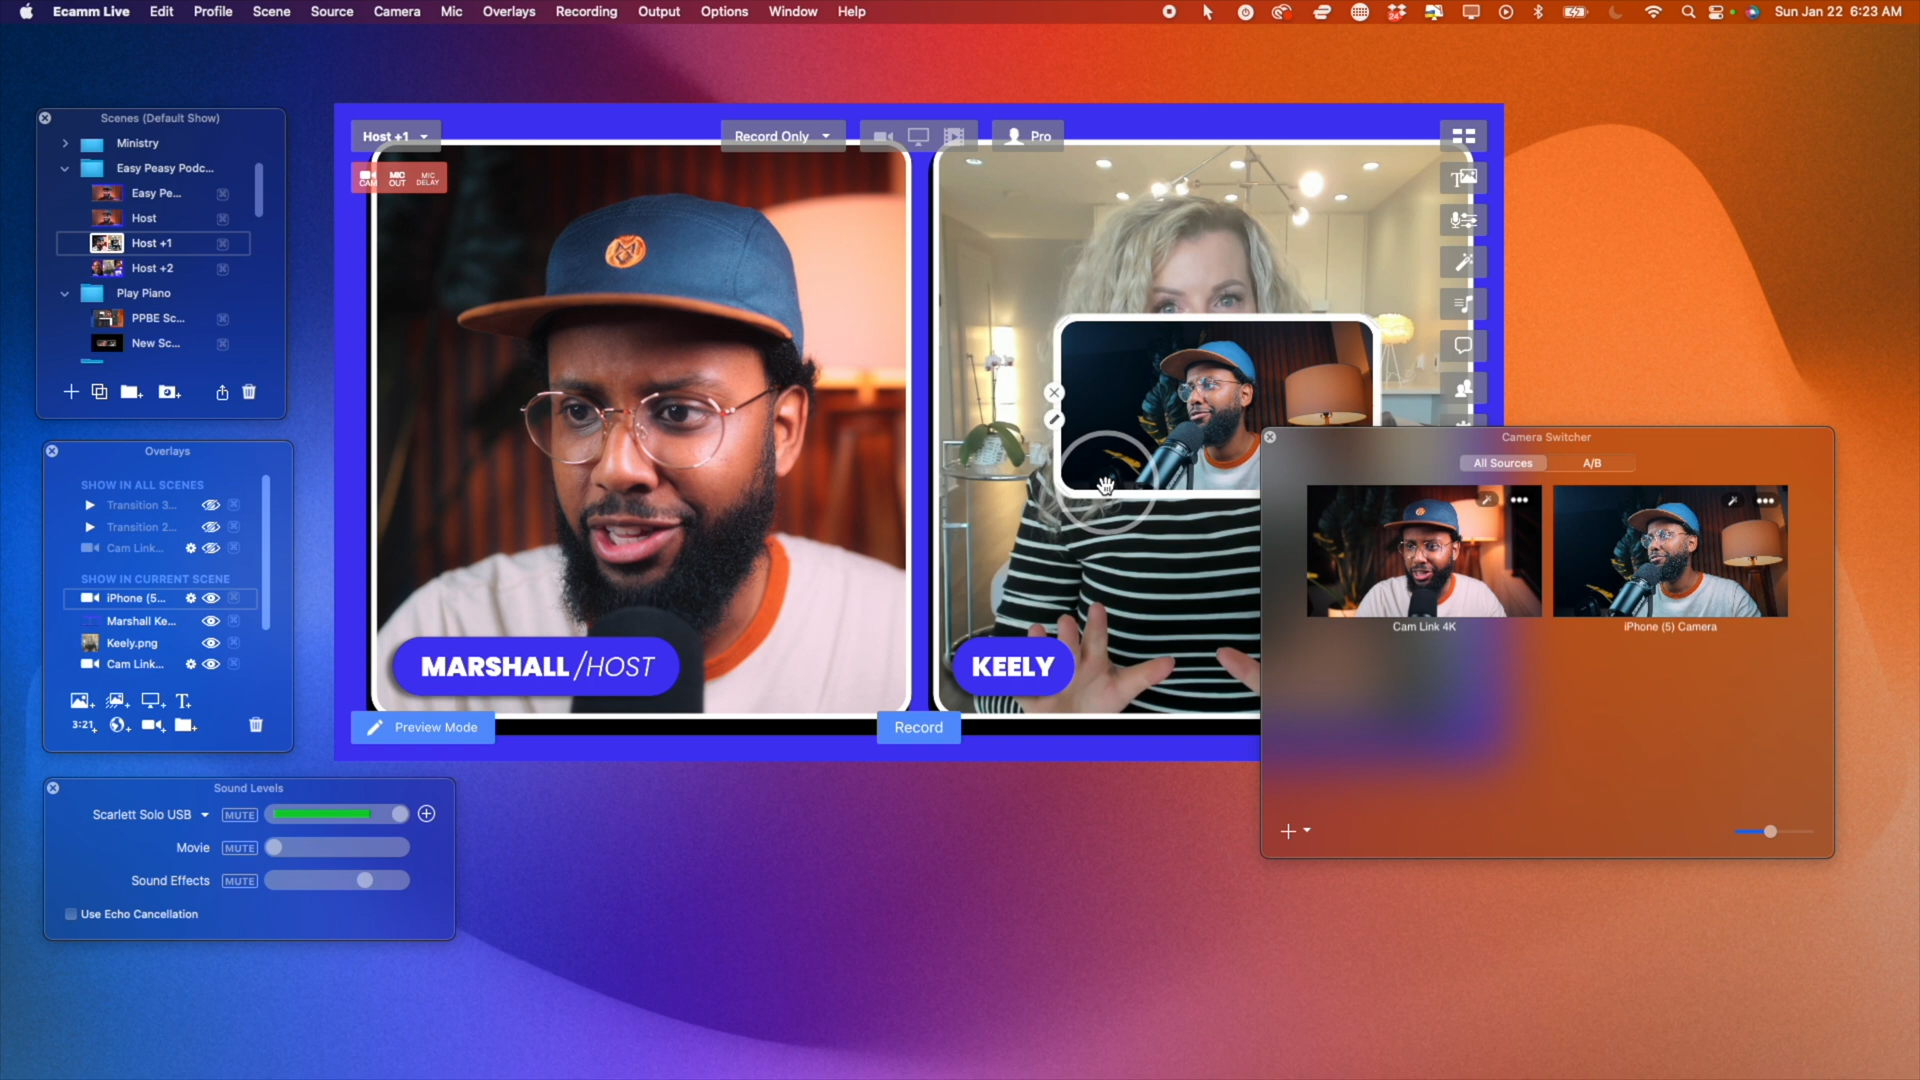 Ecamm Live Edit Profile Scene Source Camera Mic Overlays Recording Output Options Window Help
24
Sun Jan 22 6:23 AM
Scenes (Default Show)
Ministry
Easy Peasy Podc...
Easy Pe...
Host
Host +1
Host +2
Play Piano
PPBE Sc...
New Sc...
Overlays
SHOW IN ALL SCENES
Transition 3...
Transition 2...
Cam Link...
SHOW IN CURRENT SCENE
iPhone (5...
Marshall Ke...
Keely.png
Cam Link...
3:21
Sound Levels
Scarlett Solo USB MUTE
Movie MUTE
Sound Effects MUTE
Use Echo Cancellation
Host +1
Record Only
Pro
CAM
MIC OUT
MIC DELAY
MARSHALL/HOST
KEELY
Preview Mode
Record
Camera Switcher
All Sources A/B
Cam Link 4K
iPhone (5) Camera